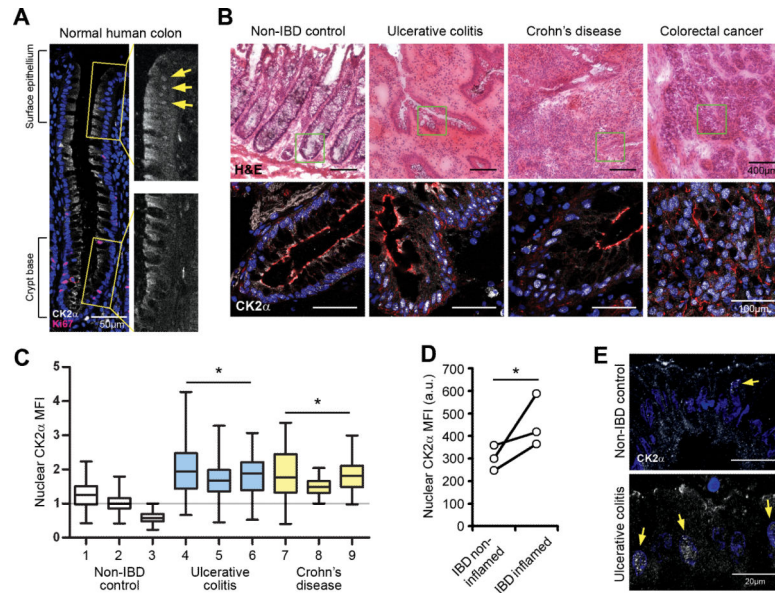 A
Normal human colon
Surface epithelium
Crypt base
CK2α
Ki67
50μm
B
Non-IBD control
Ulcerative colitis
Crohn's disease
Colorectal cancer
H&E
400μm
CK2α
100μm
C
Nuclear CK2α MFI
5
4
3
2
1
0
*
*
1 2 3 4 5 6 7 8 9
Non-IBD control
Ulcerative colitis
Crohn's disease
D
Nuclear CK2α MFI (a.u.)
700
600
500
400
300
200
100
0
*
IBD non-inflamed
IBD inflamed
E
Non-IBD control
CK2α
Ulcerative colitis
20μm